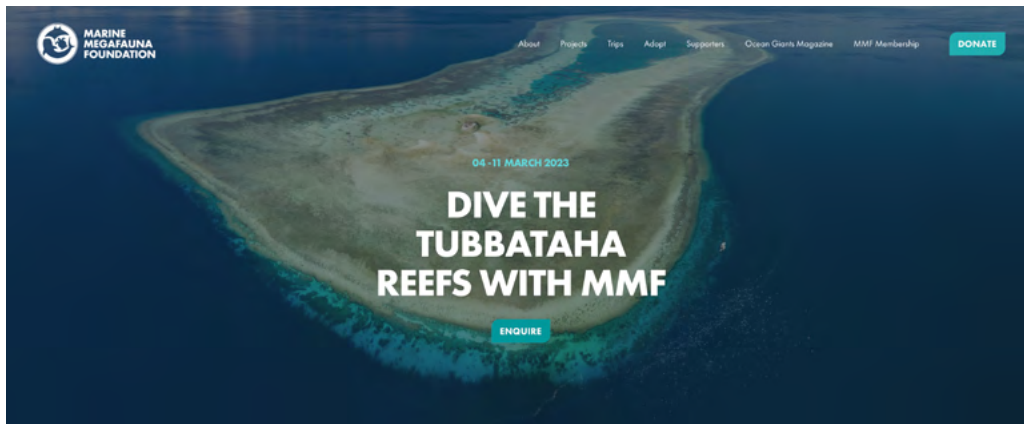 MARINE
MEGAFAUNA
FOUNDATION
About Projects Trips Adopt Supporters Ocean Giants Magazine MMF Membership DONATE
04 -11 MARCH 2023
DIVE THE
TUBBATAHA
REEFS WITH MMF
ENQUIRE